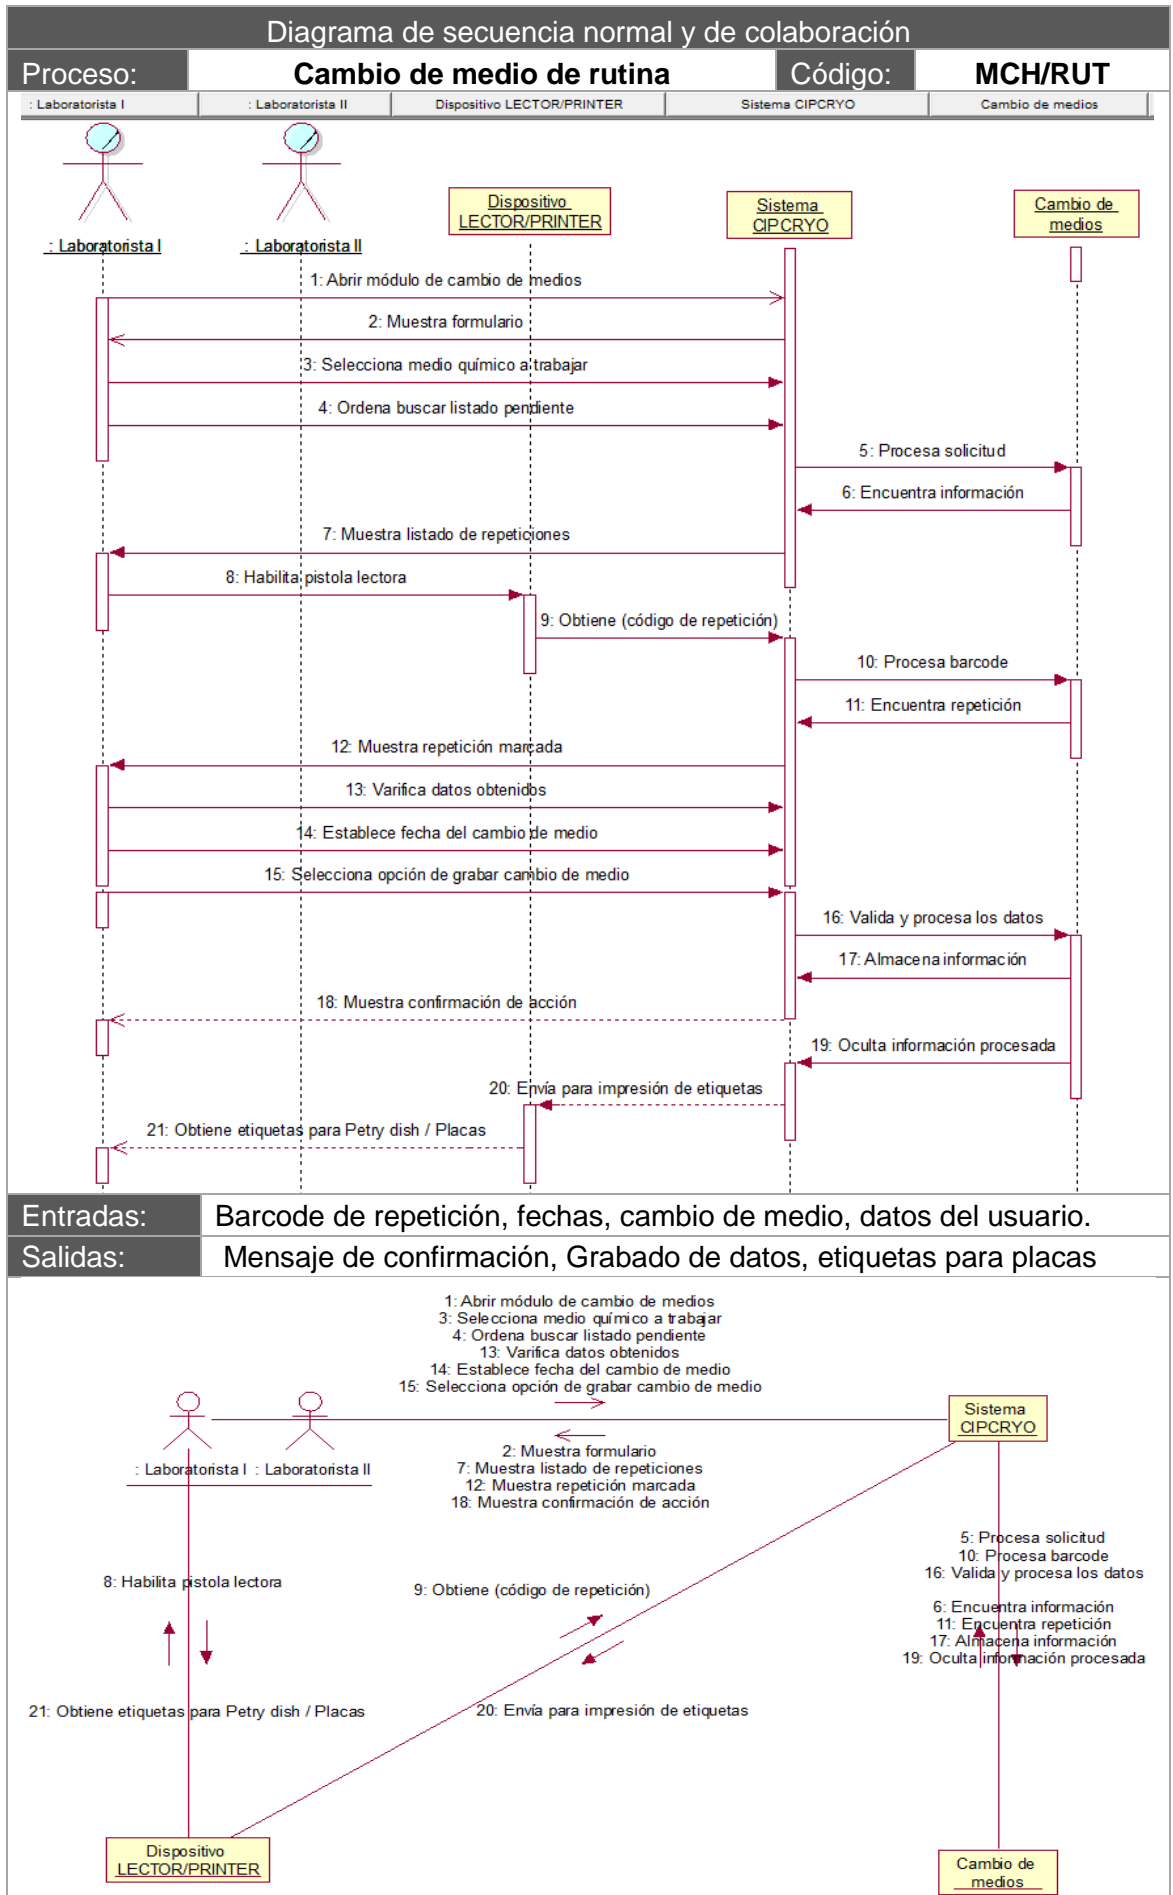 Diagrama de secuencia normal y de colaboración
Proceso: Cambio de medio de rutina Código: MCH/RUT
: Laboratorista I : Laboratorista II Dispositivo LECTOR/PRINTER Sistema CIPCRYO Cambio de medios
: Laboratorista I
: Laboratorista II
Dispositivo
LECTOR/PRINTER
Sistema
CIPCRYO
Cambio de
medios
1: Abrir módulo de cambio de medios
2: Muestra formulario
3: Selecciona medio químico a trabajar
4: Ordena buscar listado pendiente
5: Procesa solicitud
6: Encuentra información
7: Muestra listado de repeticiones
8: Habilita pistola lectora
9: Obtiene (código de repetición)
10: Procesa barcode
11: Encuentra repetición
12: Muestra repetición marcada
13: Varifica datos obtenidos
14: Establece fecha del cambio de medio
15: Selecciona opción de grabar cambio de medio
16: Valida y procesa los datos
17: Almacena información
18: Muestra confirmación de acción
19: Oculta información procesada
20: Envía para impresión de etiquetas
21: Obtiene etiquetas para Petry dish / Placas
Entradas: Barcode de repetición, fechas, cambio de medio, datos del usuario.
Salidas: Mensaje de confirmación, Grabado de datos, etiquetas para placas
1: Abrir módulo de cambio de medios
3: Selecciona medio químico a trabajar
4: Ordena buscar listado pendiente
13: Varifica datos obtenidos
14: Establece fecha del cambio de medio
15: Selecciona opción de grabar cambio de medio
Sistema
CIPCRYO
: Laboratorista I : Laboratorista II
2: Muestra formulario
7: Muestra listado de repeticiones
12: Muestra repetición marcada
18: Muestra confirmación de acción
5: Procesa solicitud
10: Procesa barcode
16: Valida y procesa los datos
8: Habilita pistola lectora
9: Obtiene (código de repetición)
6: Encuentra información
11: Encuentra repetición
17: Almacena información
19: Oculta información procesada
21: Obtiene etiquetas para Petry dish / Placas
20: Envía para impresión de etiquetas
Dispositivo
LECTOR/PRINTER
Cambio de
medios